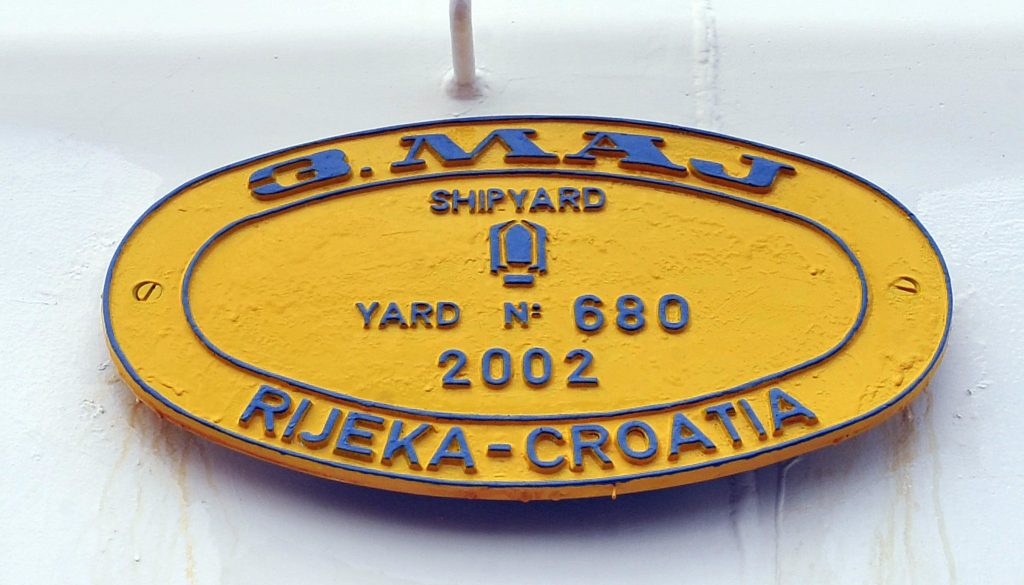 3. MAJ
SHIPYARD
YARD Nº 680
2002
RIJEKA-CROATIA